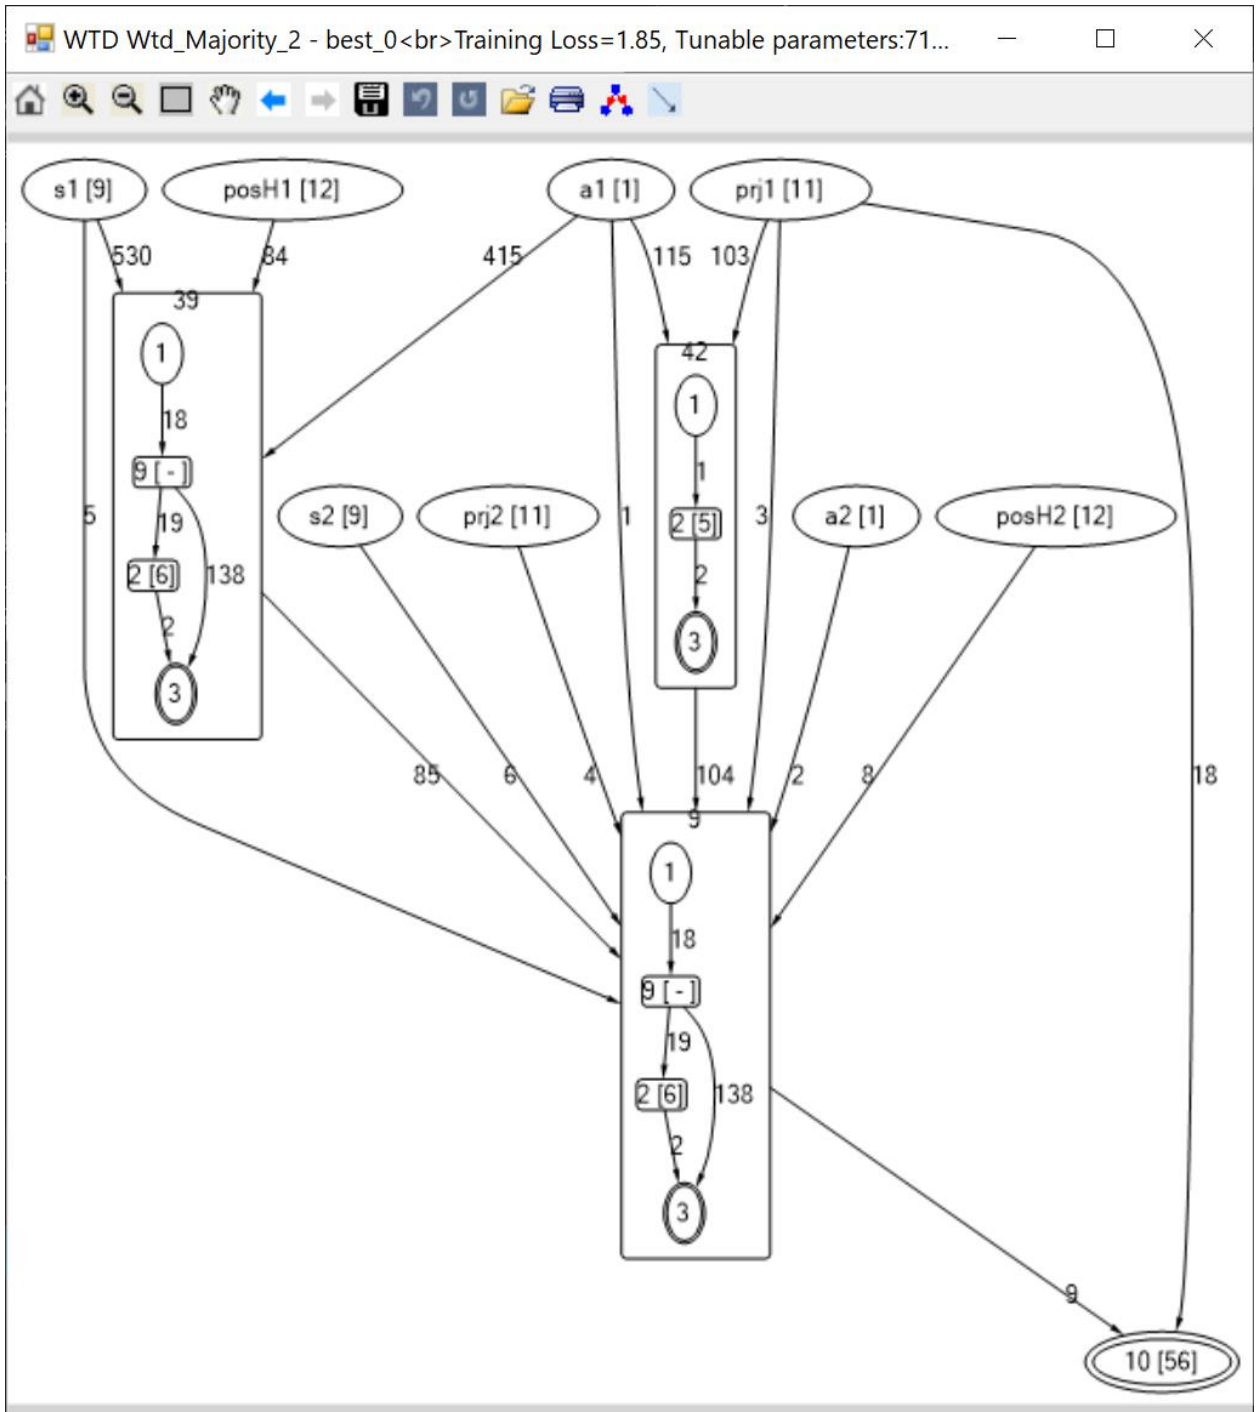 WTD Wtd_Majority_2 - best_0<br>Training Loss=1.85, Tunable parameters:71...
s1 [9] posH1 [12] a1 [1] prj1 [11]
530 84 415 115 103
39
42
1
1
18
9 [ - ]
1
s2 [9] prj2 [11] a2 [1] posH2 [12]
5 19 1 2 [5] 3
2 [6] 138 2
2
3
3
85 6 4 104 2 8 18
9
1
18
9 [ - ]
19
2 [6] 138
2
3
9
10 [56]